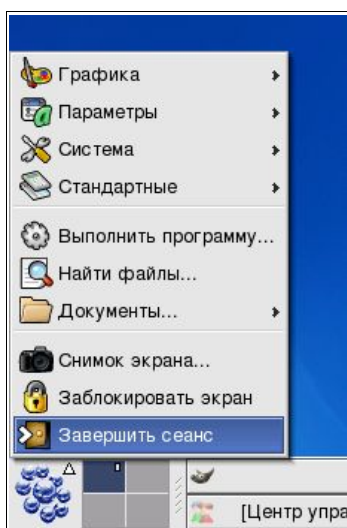 Графика
Параметры
Система
Стандартные
Выполнить программу...
Найти файлы...
Документы...
Снимок экрана...
Заблокировать экран
Завершить сеанс
[Центр упра